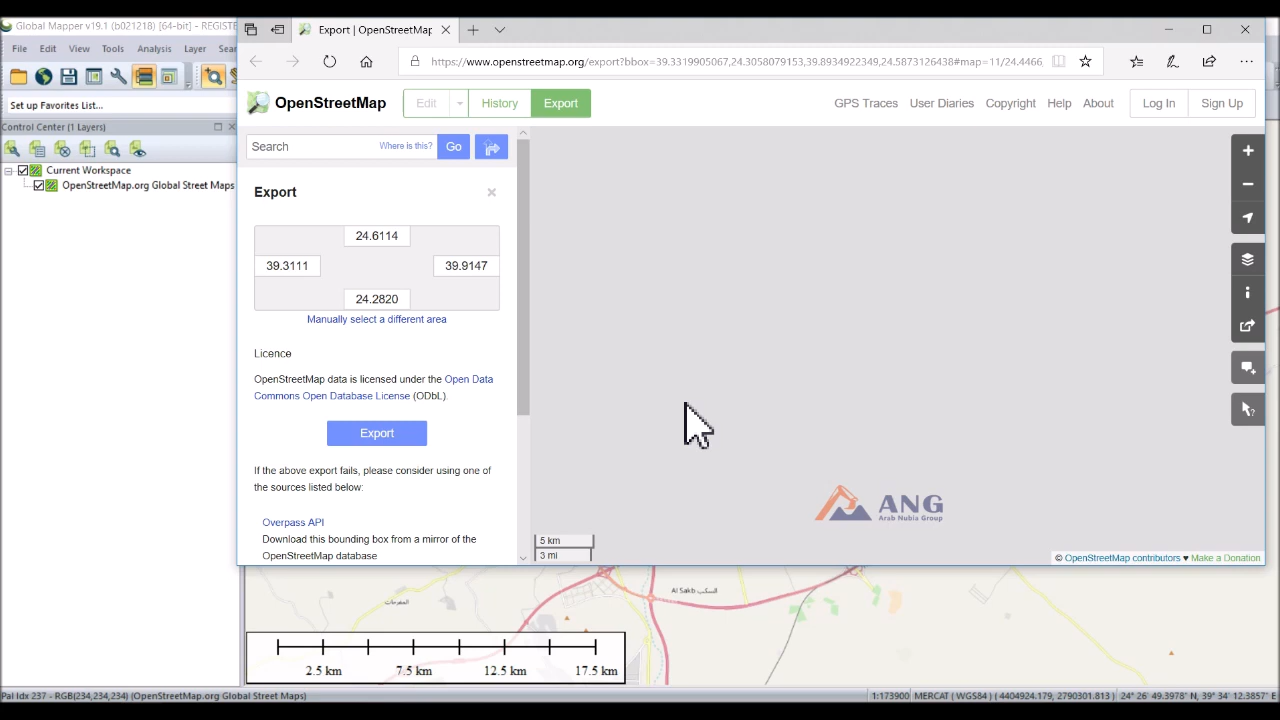 Global Mapper v19.1 (b021218) [64-bit] - REGISTE
File Edit View Tools Analysis Layer Sear
Set up Favorites List...
Control Center (1 Layers)
Current Workspace
OpenStreetMap.org Global Street Maps
Export | OpenStreetMap
https://www.openstreetmap.org/export?bbox=39.3319905067,24.3058079153,39.8934922349,24.5873126438#map=11/24.4466
OpenStreetMap
Edit History Export
GPS Traces User Diaries Copyright Help About Log In Sign Up
Search Where is this? Go
Export
24.6114
39.3111 39.9147
24.2820
Manually select a different area
Licence
OpenStreetMap data is licensed under the Open Data
Commons Open Database License (ODbL).
Export
If the above export fails, please consider using one of
the sources listed below:
Overpass API
Download this bounding box from a mirror of the
OpenStreetMap database
ANG
Arab Nubia Group
5 km
3 mi
© OpenStreetMap contributors ♥ Make a Donation
Al Sakb السكب
2.5 km 7.5 km 12.5 km 17.5 km
Pal Idx 237 - RGB(234,234,234) (OpenStreetMap.org Global Street Maps)
1:173900 MERCAT (WGS84) ( 4404924.179, 2790301.813 ) 24° 26' 49.3978" N, 39° 34' 12.3857" E